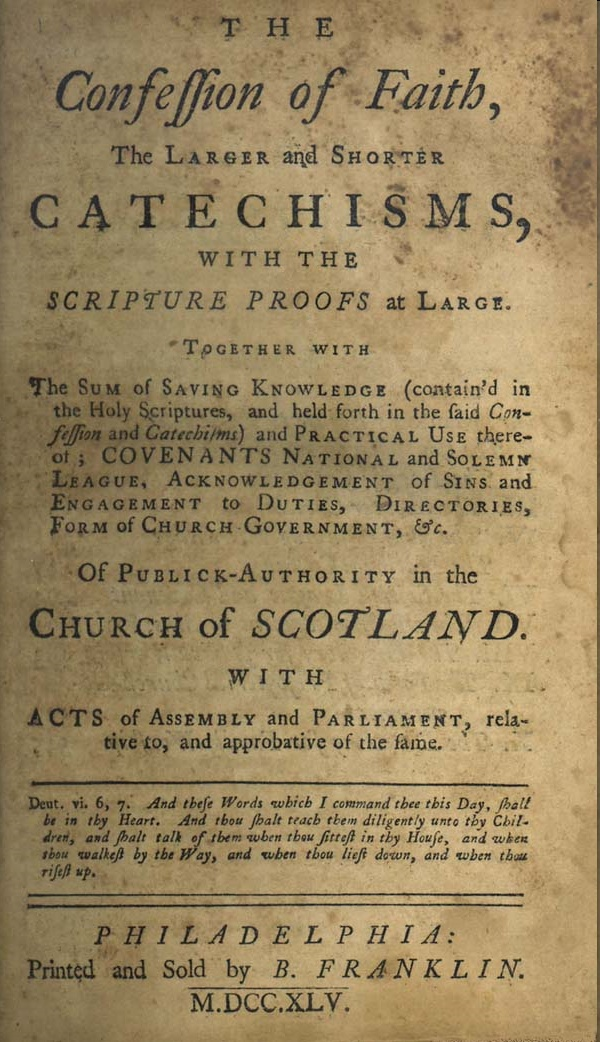 THE
Confeſſion of Faith,
The LARGER and SHORTER
CATECHISMS,
WITH THE
SCRIPTURE PROOFS at LARGE.
TOGETHER WITH
The SUM of SAVING KNOWLEDGE (contain'd in
the Holy Scriptures, and held forth in the ſaid Con-
feſſion and Catechiſms) and PRACTICAL USE there-
of; COVENANTS NATIONAL and SOLEMN
LEAGUE, ACKNOWLEDGEMENT of SINS and
ENGAGEMENT to DUTIES, DIRECTORIES,
FORM of CHURCH GOVERNMENT, &c.
Of PUBLICK-AUTHORITY in the
CHURCH of SCOTLAND.
WITH
ACTS of ASSEMBLY and PARLIAMENT, rela-
tive to, and approbative of the ſame.
Deut. vi. 6, 7. And theſe Words which I command thee this Day, ſhall
be in thy Heart. And thou ſhalt teach them diligently unto thy Chil-
dren, and ſhalt talk of them when thou ſitteſt in thy Houſe, and when
thou walkeſt by the Way, and when thou lieſt down, and when thou
riſeſt up.
PHILADELPHIA:
Printed and Sold by B. FRANKLIN.
M.DCC.XLV.